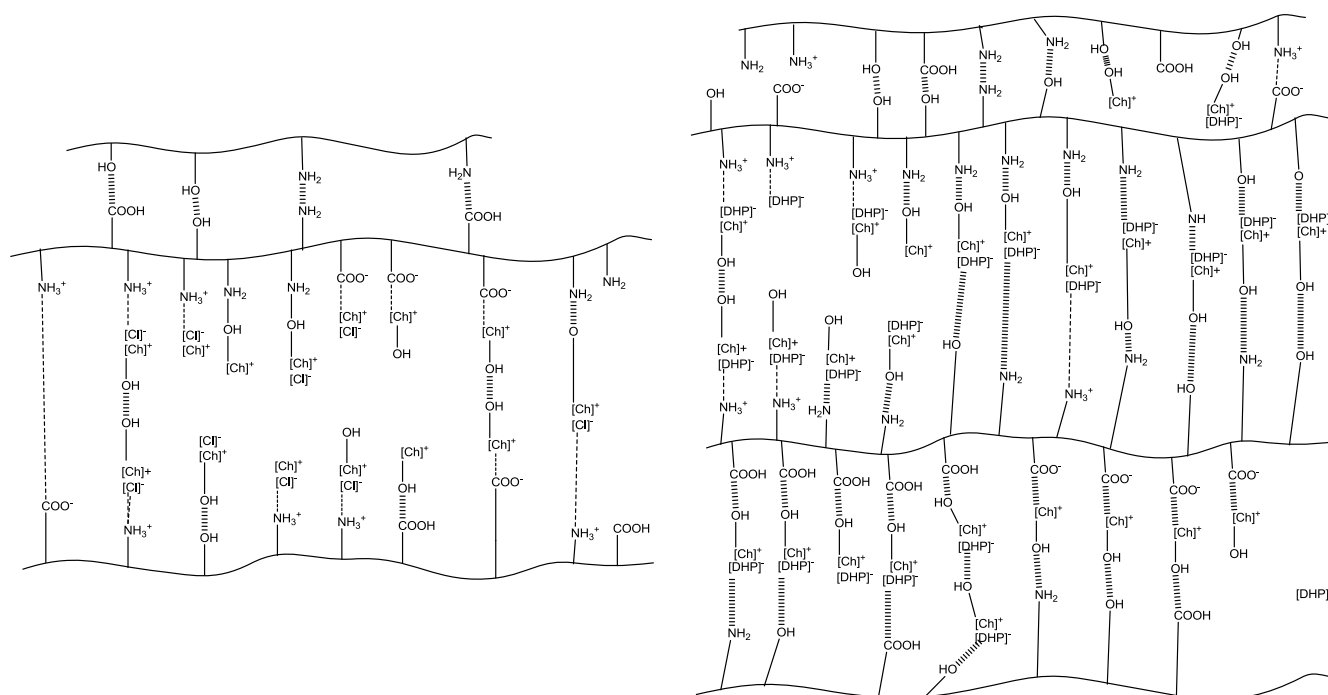 HO HO NH₂ H₂N
COOH OH NH₂ COOH
NH₃⁺ NH₃⁺ NH₃⁺ NH₂ NH₂ COO⁻ COO⁻ COO⁻ NH₂ NH₂
[Cl]⁻ [Cl]⁻ OH OH [Ch]⁺ [Ch]⁺ [Ch]⁺ O
[Ch]⁺ [Ch]⁺ [Ch]⁺ [Ch]⁺ [Cl]⁻ OH
OH [Cl]⁻ OH
OH OH [Ch]⁺
[Cl]⁻ OH [Ch]⁺ [Cl]⁻
[Ch]+ [Ch]⁺ [Ch]⁺ [Ch]⁺ [Ch]⁺
[Cl]⁻ OH [Cl]⁻ [Cl]⁻ OH COO⁻
COO⁻ NH₃⁺ OH NH₃⁺ NH₃⁺ COOH NH₃⁺ COOH
NH₂ NH₃⁺ HO COOH NH₂ NH₂ HO COOH OH NH₃⁺
OH COO⁻ OH OH NH₂ OH OH OH COO⁻
[Ch]⁺ [Ch]⁺
[DHP]⁻
NH₃⁺ NH₃⁺ NH₃⁺ NH₂ NH₂ NH₂ NH₂ NH₂ NH OH O
[DHP]⁻ [DHP]⁻ [DHP]⁻ OH OH OH OH [DHP]⁻ [DHP]⁻ [DHP]⁻ [DHP]⁻
[Ch]⁺ [Ch]⁺ [Ch]⁺ [Ch]⁺ [Ch]⁺ [Ch]⁺ [Ch]+ [Ch]+ [Ch]+ [Ch]+
OH OH [DHP]⁻ [DHP]⁻ [DHP]⁻
OH OH OH [DHP]⁻ HO OH OH OH
[Ch]+ [Ch]+ [Ch]+ [Ch]⁺ HO NH₂ NH₂ OH
[DHP]⁻ [DHP]⁻ [DHP]⁻ OH NH₂ HO
NH₃⁺ NH₃⁺ H₂N NH₂ NH₃⁺
COOH COOH COOH COOH COOH COO⁻ COO⁻ COO⁻ COO⁻
OH OH OH OH HO [Ch]⁺ [Ch]⁺ [Ch]⁺ [Ch]⁺
[Ch]⁺ [Ch]⁺ [Ch]⁺ [Ch]⁺ [Ch]⁺ OH OH OH OH
[DHP]⁻ [DHP]⁻ [DHP]⁻ [DHP]⁻ [DHP]⁻
HO NH₂ OH COOH [DHP]
NH₂ OH COOH [Ch]⁺
[DHP]⁻
HO